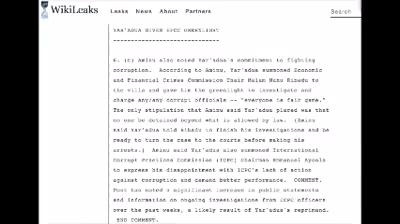 WikiLeaks
Leaks News About Partners
Search
YAR'ADUA GIVES EFCC GREENLIGHT
------------------------------
6. (C) Aminu also noted Yar'adua's commitment to fighting
corruption. According to Aminu, Yar'adua summoned Economic
and Financial Crimes Commission Chair Malam Nuhu Ribadu to
the villa and gave him the greenlight to investigate and
charge any/any corrupt officials -- "everyone is fair game."
The only stipulation that Aminu said Yar'adua placed was that
no one be detained beyond what is allowed by law. (Aminu
said Yar'adua told Ribadu to finish his investigations and be
ready to turn the case to the courts before making his
arrests.) Aminu said Yar'adua also summoned International
Corrupt Practices Commission (ICPC) Chairman Emanuel Ayoola
to express his disappointment with ICPC's lack of action
against corruption and demand better performance. COMMENT.
Post has noted a significant increase in public statements
and information on ongoing investigations from ICPC officers
over the past weeks, a likely result of Yar'adua's reprimand.
END COMMENT.